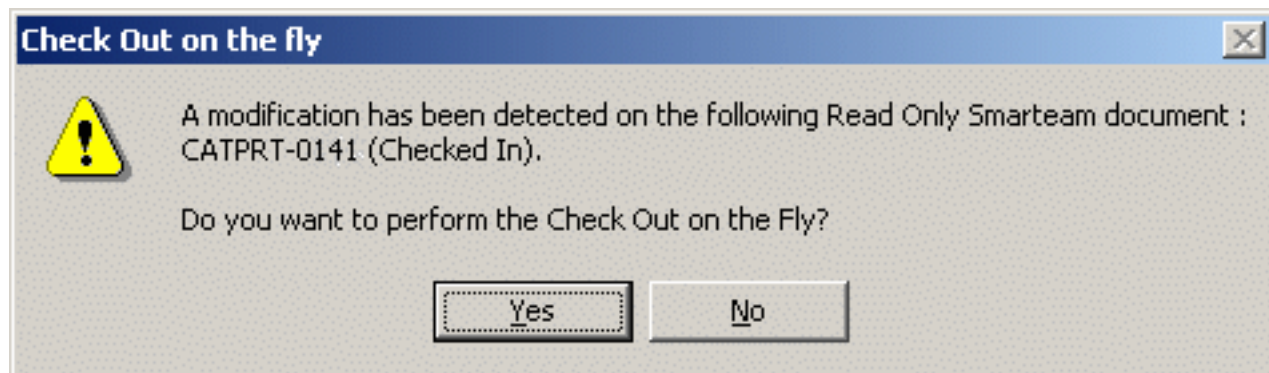 Check Out on the fly
A modification has been detected on the following Read Only Smarteam document :
CATPRT-0141 (Checked In).
Do you want to perform the Check Out on the Fly?
Yes
No